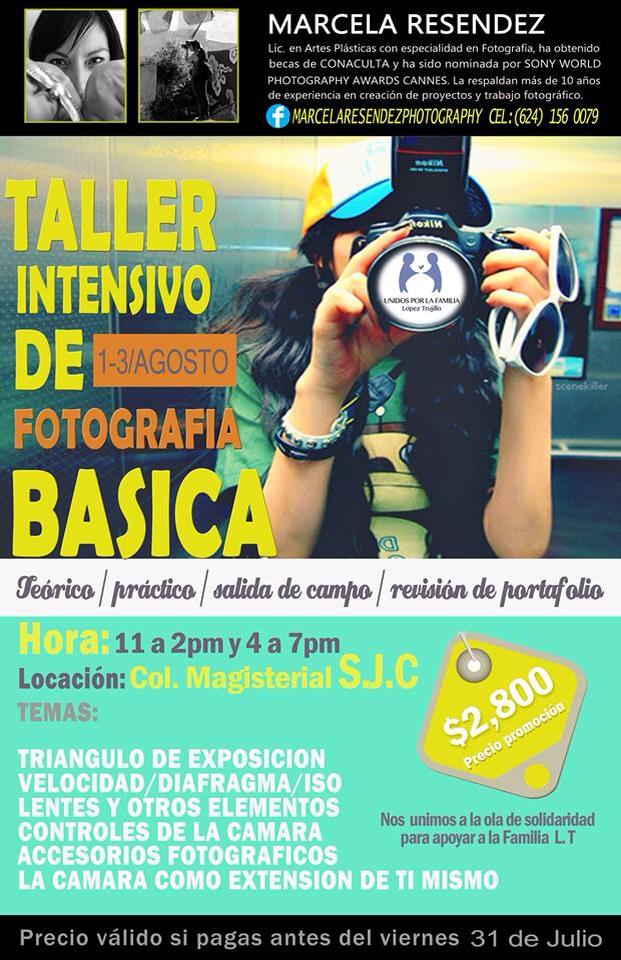 MARCELA RESENDEZ
Lic. en Artes Plásticas con especialidad en Fotografía, ha obtenido
becas de CONACULTA y ha sido nominada por SONY WORLD
PHOTOGRAPHY AWARDS CANNES. La respaldan más de 10 años
de experiencia en creación de proyectos y trabajo fotográfico.
f MARCELARESENDEZPHOTOGRAPHY CEL:(624) 156 0079
Nikon
Nikon
TALLER
INTENSIVO
DE 1-3/AGOSTO
FOTOGRAFIA
BASICA
UNIDOS POR LA FAMILIA
López Trujillo
scenekiller
Teórico/práctico/salida de campo/revisión de portafolio
Hora: 11 a 2pm y 4 a 7pm
Locación: Col. Magisterial S.J.C
TEMAS:
TRIANGULO DE EXPOSICION
VELOCIDAD/DIAFRAGMA/ISO
LENTES Y OTROS ELEMENTOS
CONTROLES DE LA CAMARA
ACCESORIOS FOTOGRAFICOS
LA CAMARA COMO EXTENSION DE TI MISMO
$2,800
Precio promoción
Nos unimos a la ola de solidaridad
para apoyar a la Familia L.T
Precio válido si pagas antes del viernes 31 de Julio